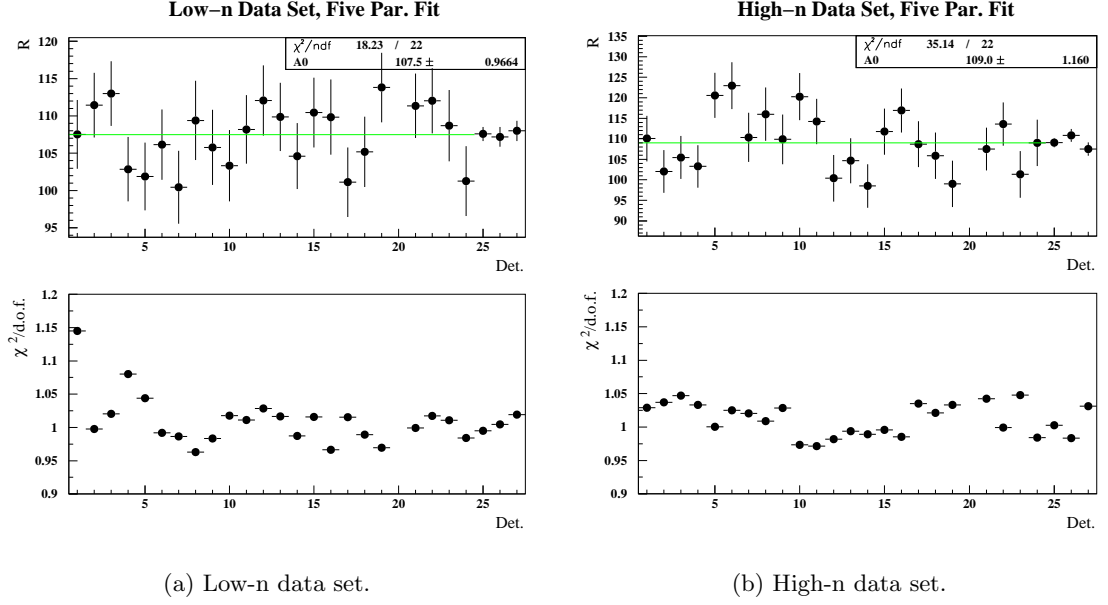 Low−n Data Set, Five Par. Fit
R
120
115
110
105
100
95
χ²/ndf 18.23 / 22
A0 107.5 ± 0.9664
5 10 15 20 25
Det.
χ²/d.o.f.
1.2
1.15
1.1
1.05
1
0.95
0.9
5 10 15 20 25
Det.
(a) Low-n data set.
High−n Data Set, Five Par. Fit
R
135
130
125
120
115
110
105
100
95
90
χ²/ndf 35.14 / 22
A0 109.0 ± 1.160
5 10 15 20 25
Det.
χ²/d.o.f.
1.2
1.15
1.1
1.05
1
0.95
0.9
5 10 15 20 25
Det.
(b) High-n data set.